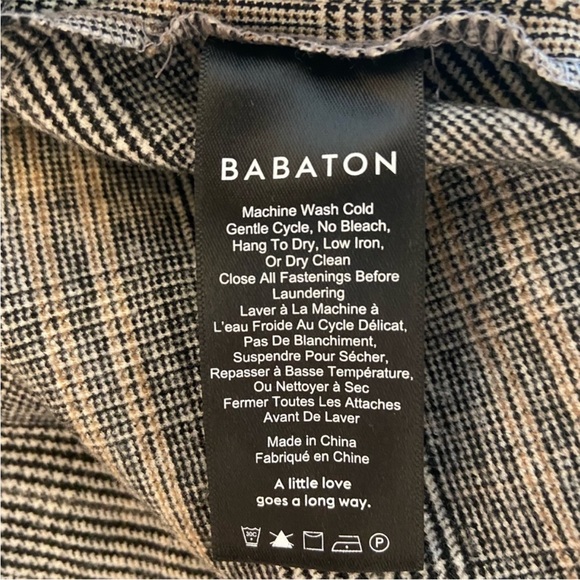 BABATON
Machine Wash Cold
Gentle Cycle, No Bleach,
Hang To Dry, Low Iron,
Or Dry Clean
Close All Fastenings Before
Laundering
Laver à La Machine à
L'eau Froide Au Cycle Délicat,
Pas De Blanchiment,
Suspendre Pour Sécher,
Repasser à Basse Température,
Ou Nettoyer à Sec
Fermer Toutes Les Attaches
Avant De Laver
Made in China
Fabriqué en Chine
A little love
goes a long way.
30C P